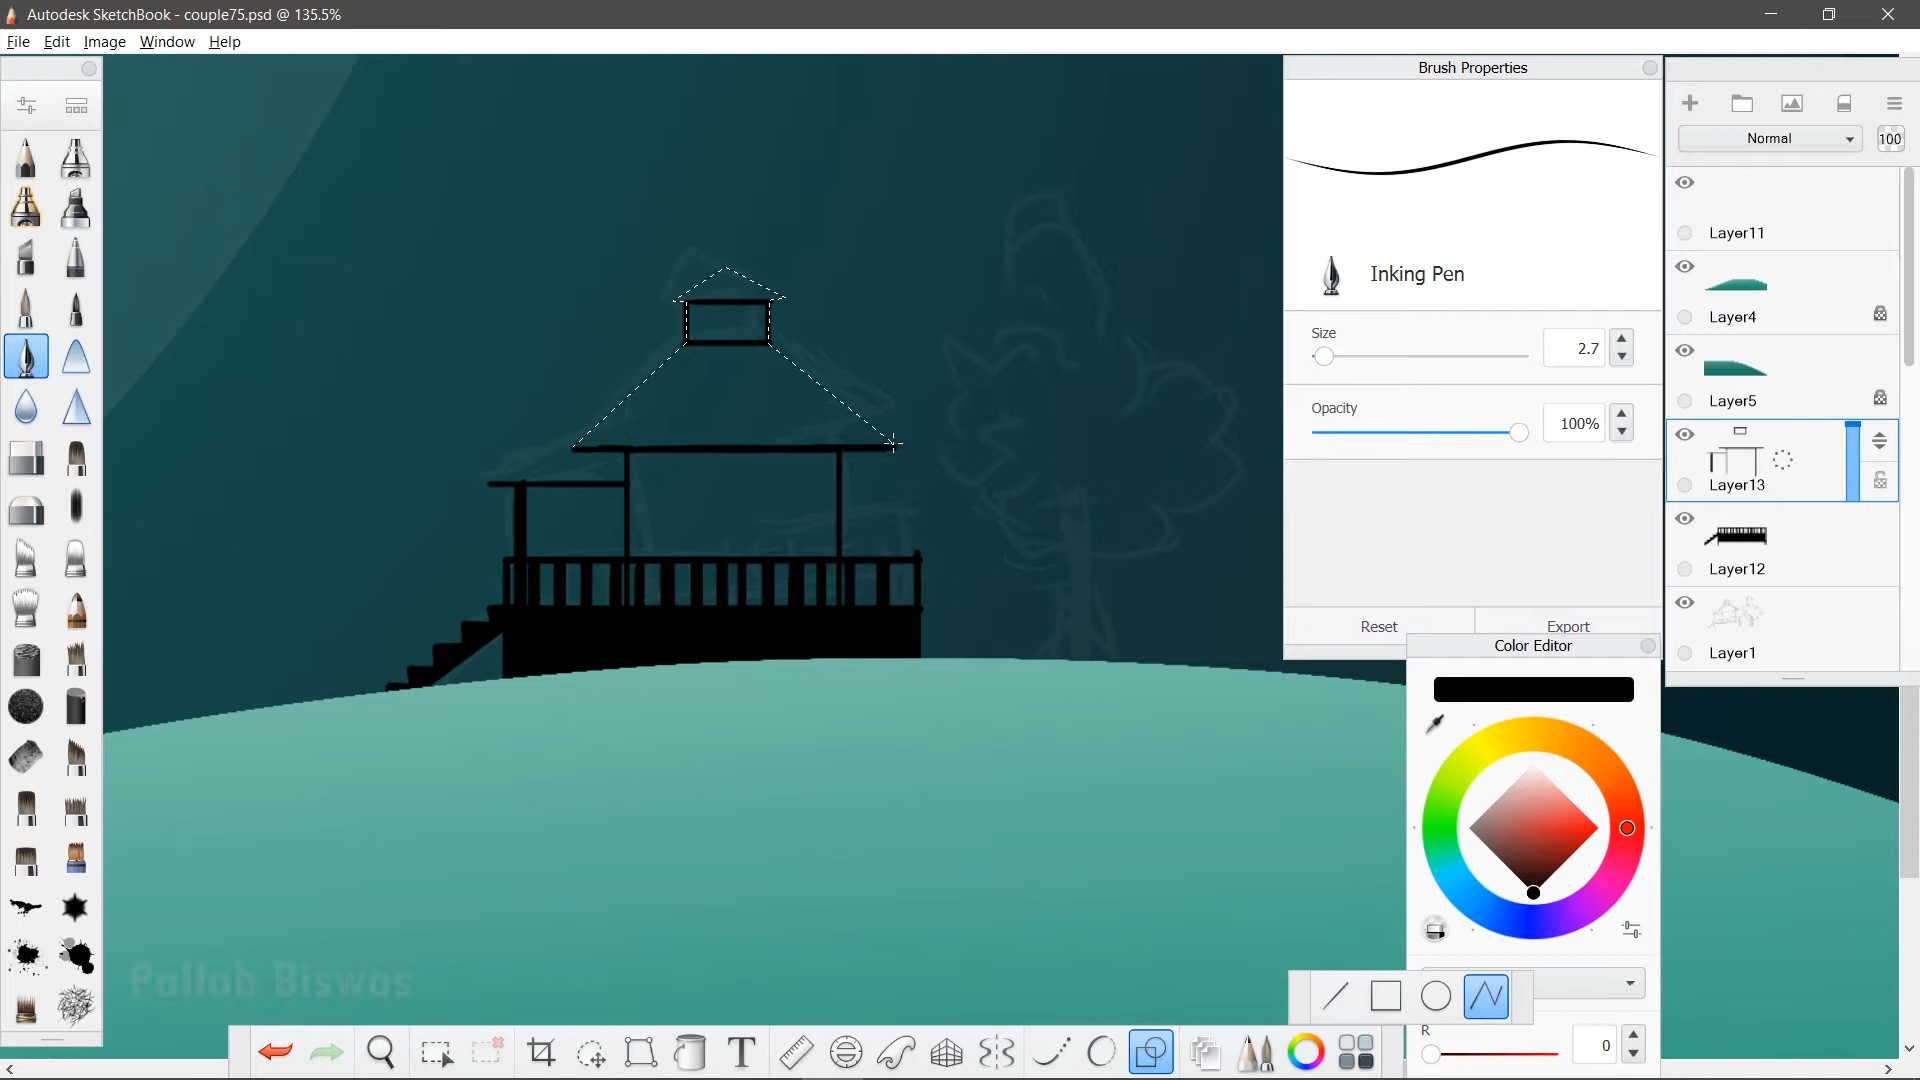 Autodesk SketchBook - couple75.psd @ 135.5%
File Edit Image Window Help
Brush Properties
Normal 100
Layer11
Inking Pen
Layer4
Size
2.7
Layer5
Opacity
100%
Layer13
Layer12
Reset Export
Color Editor
Layer1
Pallab Biswas
T
R
0